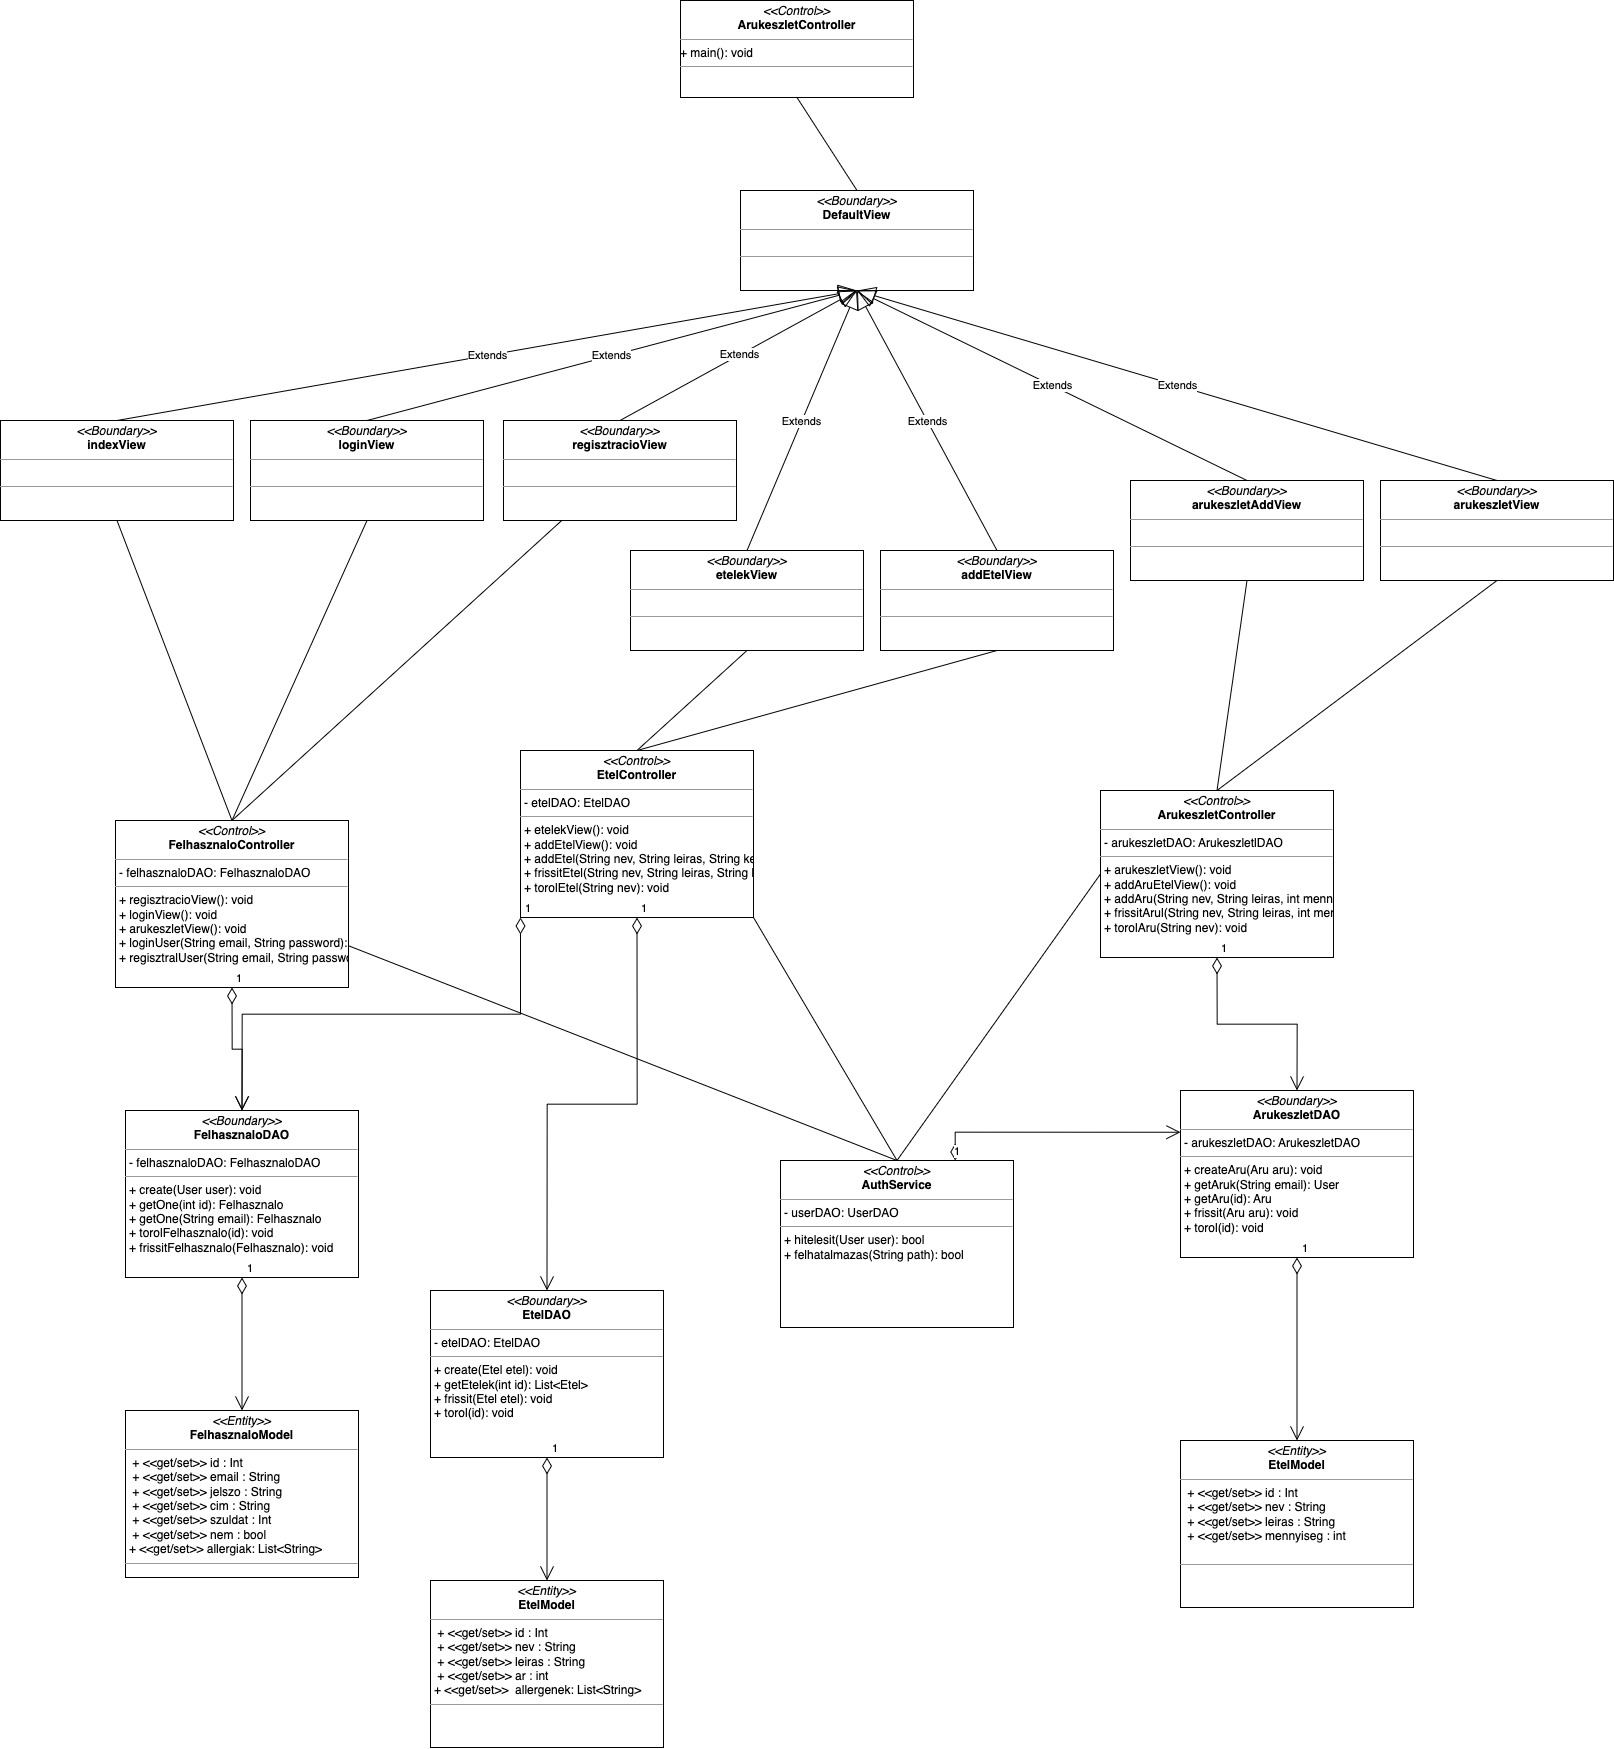 <<Control>>
ArukeszletController
+ main(): void
<<Boundary>>
DefaultView
Extends
Extends
Extends
Extends
Extends
Extends
Extends
<<Boundary>>
indexView
<<Boundary>>
loginView
<<Boundary>>
regisztracioView
<<Boundary>>
etelekView
<<Boundary>>
addEtelView
<<Boundary>>
arukeszletAddView
<<Boundary>>
arukeszletView
<<Control>>
FelhasznaloController
- felhasznaloDAO: FelhasznaloDAO
+ regisztracioView(): void
+ loginView(): void
+ arukeszletView(): void
+ loginUser(String email, String password):
+ regisztralUser(String email, String passw
1
<<Control>>
EtelController
- etelDAO: EtelDAO
+ etelekView(): void
+ addEtelView(): void
+ addEtel(String nev, String leiras, String ke
+ frissitEtel(String nev, String leiras, String
+ torolEtel(String nev): void
1
1
<<Control>>
ArukeszletController
- arukeszletDAO: ArukeszletlDAO
+ arukeszletView(): void
+ addAruEtelView(): void
+ addAru(String nev, String leiras, int menn
+ frissitArul(String nev, String leiras, int mer
+ torolAru(String nev): void
1
<<Boundary>>
FelhasznaloDAO
- felhasznaloDAO: FelhasznaloDAO
+ create(User user): void
+ getOne(int id): Felhasznalo
+ getOne(String email): Felhasznalo
+ torolFelhasznalo(id): void
+ frissitFelhasznalo(Felhasznalo): void
1
<<Boundary>>
EtelDAO
- etelDAO: EtelDAO
+ create(Etel etel): void
+ getEtelek(int id): List<Etel>
+ frissit(Etel etel): void
+ torol(id): void
1
1
<<Control>>
AuthService
- userDAO: UserDAO
+ hitelesit(User user): bool
+ felhatalmazas(String path): bool
<<Boundary>>
ArukeszletDAO
- arukeszletDAO: ArukeszletDAO
+ createAru(Aru aru): void
+ getAruk(String email): User
+ getAru(id): Aru
+ frissit(Aru aru): void
+ torol(id): void
1
<<Entity>>
FelhasznaloModel
+ <<get/set>> id : Int
+ <<get/set>> email : String
+ <<get/set>> jelszo : String
+ <<get/set>> cim : String
+ <<get/set>> szuldat : Int
+ <<get/set>> nem : bool
+ <<get/set>> allergiak: List<String>
<<Entity>>
EtelModel
+ <<get/set>> id : Int
+ <<get/set>> nev : String
+ <<get/set>> leiras : String
+ <<get/set>> ar : int
+ <<get/set>> allergenek: List<String>
<<Entity>>
EtelModel
+ <<get/set>> id : Int
+ <<get/set>> nev : String
+ <<get/set>> leiras : String
+ <<get/set>> mennyiseg : int